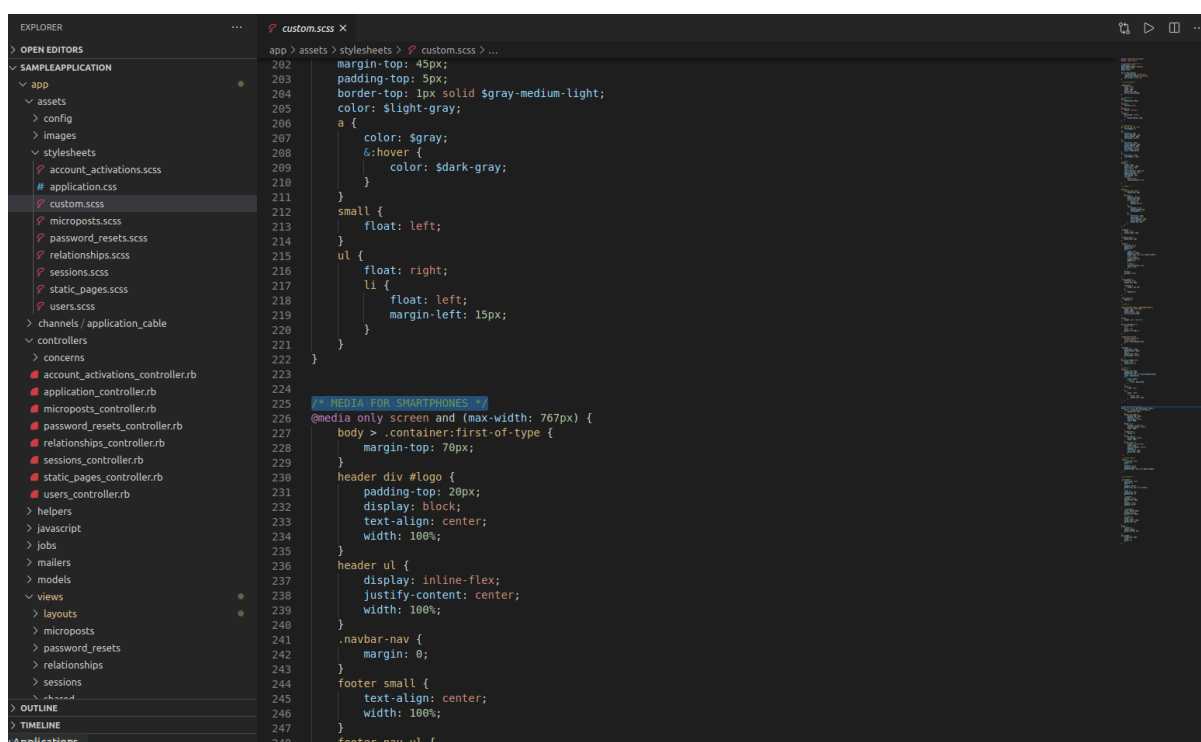 EXPLORER
OPEN EDITORS
SAMPLEAPPLICATION
app
assets
config
images
stylesheets
account_activations.scss
# application.css
custom.scss
microposts.scss
password_resets.scss
relationships.scss
sessions.scss
static_pages.scss
users.scss
channels / application_cable
controllers
concerns
account_activations_controller.rb
application_controller.rb
microposts_controller.rb
password_resets_controller.rb
relationships_controller.rb
sessions_controller.rb
static_pages_controller.rb
users_controller.rb
helpers
javascript
jobs
mailers
models
views
layouts
microposts
password_resets
relationships
sessions
shared
OUTLINE
TIMELINE
Applications
custom.scss
app > assets > stylesheets > custom.scss > ...
202 margin-top: 45px;
203 padding-top: 5px;
204 border-top: 1px solid $gray-medium-light;
205 color: $light-gray;
206 a {
207 color: $gray;
208 &:hover {
209 color: $dark-gray;
210 }
211 }
212 small {
213 float: left;
214 }
215 ul {
216 float: right;
217 li {
218 float: left;
219 margin-left: 15px;
220 }
221 }
222 }
223
224
225 /* MEDIA FOR SMARTPHONES */
226 @media only screen and (max-width: 767px) {
227 body > .container:first-of-type {
228 margin-top: 70px;
229 }
230 header div #logo {
231 padding-top: 20px;
232 display: block;
233 text-align: center;
234 width: 100%;
235 }
236 header ul {
237 display: inline-flex;
238 justify-content: center;
239 width: 100%;
240 }
241 .navbar-nav {
242 margin: 0;
243 }
244 footer small {
245 text-align: center;
246 width: 100%;
247 }
248 footer nav ul {